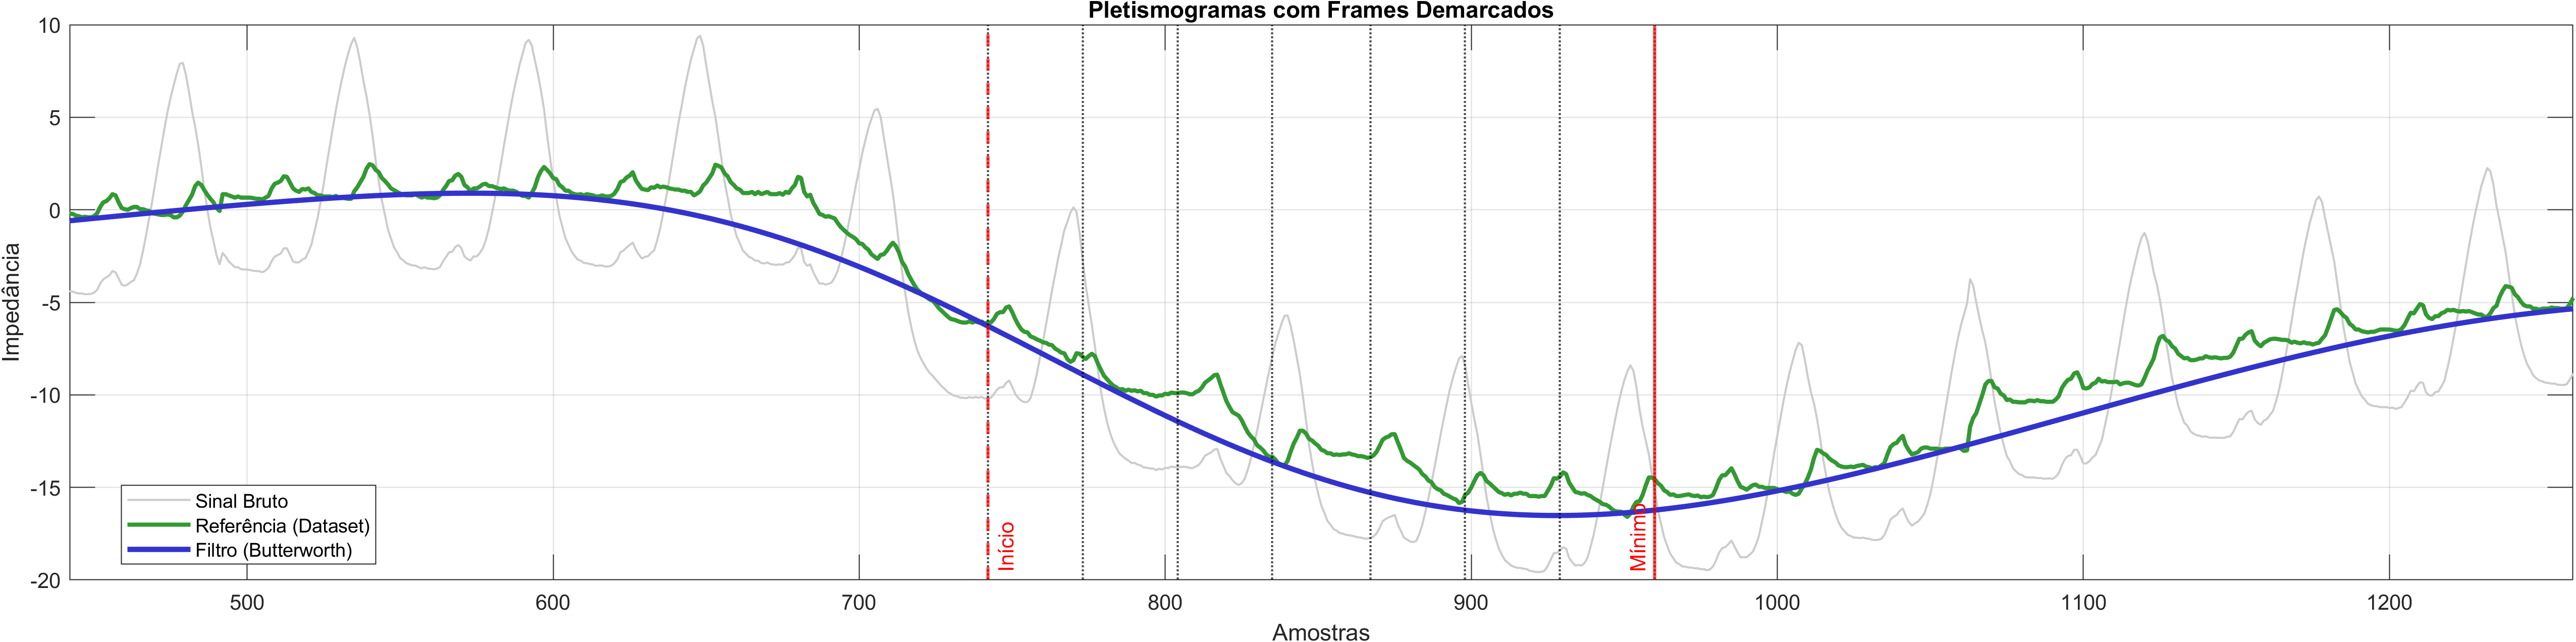 Pletismogramas com Frames Demarcados
10
5
0
-5
-10
-15
-20
Impedância
Sinal Bruto
Referência (Dataset)
Filtro (Butterworth)
Início
Mínimo
500
600
700
800
900
1000
1100
1200
Amostras